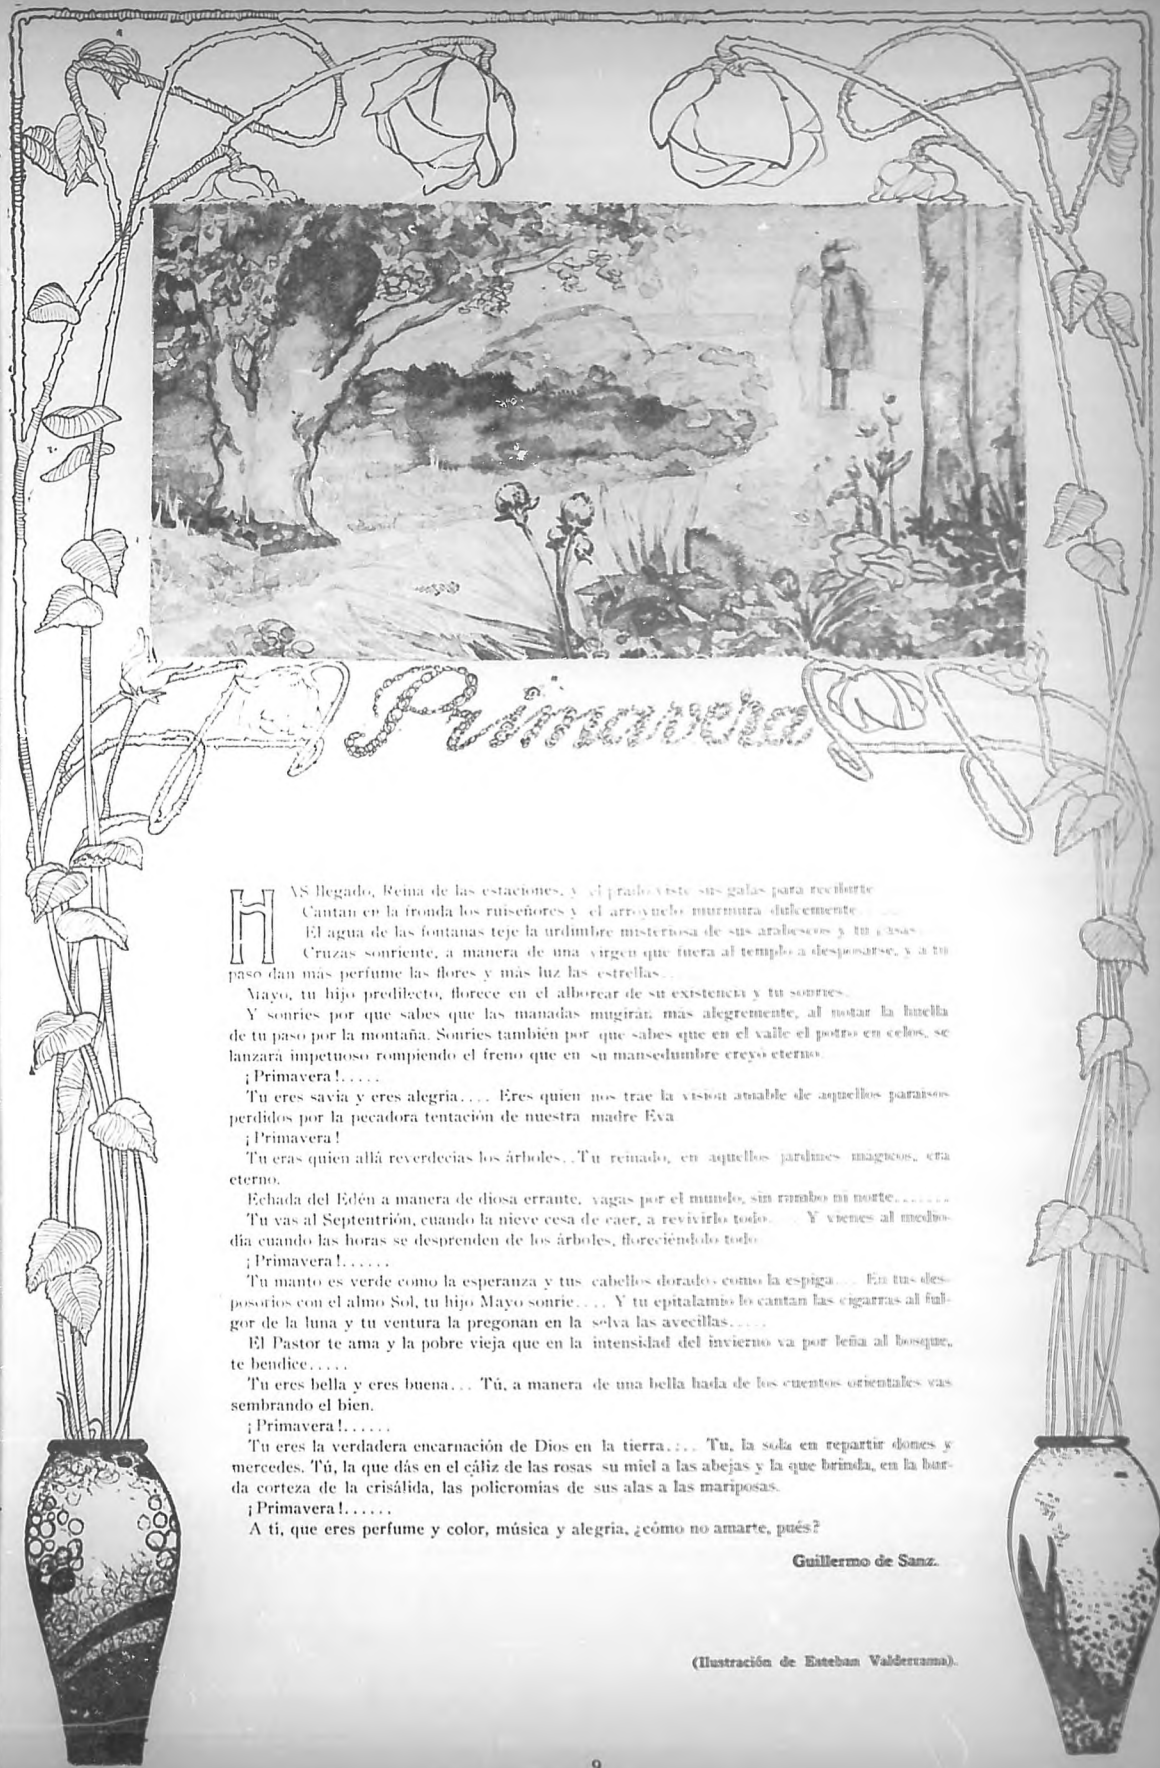 Primavera
HAS llegado, Reina de las estaciones, y el prado viste sus galas para recibirte
Cantan en la fronda los ruiseñores y el arroyuelo murmura dulcemente
El agua de las fontanas teje la urdimbre misteriosa de sus arabescos y tu pasas.
Cruzas sonriente, a manera de una virgen que fuera al templo a desposarse, y a tu
paso dan más perfume las flores y más luz las estrellas.
Mayo, tu hijo predilecto, florece en el alborear de su existencia y tu sonries.
Y sonries por que sabes que las manadas mugirán más alegremente, al notar la huella
de tu paso por la montaña. Sonries también por que sabes que en el valle el potro en celos, se
lanzará impetuoso rompiendo el freno que en su mansedumbre creyó eterno.
¡Primavera!.....
Tu eres savia y eres alegria.... Eres quien nos trae la visión amable de aquellos paraisos
perdidos por la pecadora tentación de nuestra madre Eva
¡Primavera!
Tu eras quien allá reverdecias los árboles. .Tu reinado, en aquellos jardines mágicos, era
eterno.
Echada del Edén a manera de diosa errante, vagas por el mundo, sin rumbo ni norte.......
Tu vas al Septentrión, cuando la nieve cesa de caer, a revivirlo todo.... Y vienes al medio-
dia cuando las horas se desprenden de los árboles, floreciéndolo todo
¡Primavera!......
Tu manto es verde como la esperanza y tus cabellos dorados como la espiga... En tus des-
posorios con el almo Sol, tu hijo Mayo sonrie.... Y tu epitalamio lo cantan las cigarras al ful-
gor de la luna y tu ventura la pregonan en la selva las avecillas.....
El Pastor te ama y la pobre vieja que en la intensidad del invierno va por leña al bosque,
te bendice.....
Tu eres bella y eres buena... Tú, a manera de una bella hada de los cuentos orientales vas
sembrando el bien.
¡Primavera!......
Tu eres la verdadera encarnación de Dios en la tierra.... Tu, la sola en repartir dones y
mercedes. Tú, la que dás en el cáliz de las rosas su miel a las abejas y la que brinda, en la bur-
da corteza de la crisálida, las policromias de sus alas a las mariposas.
¡Primavera!......
A tí, que eres perfume y color, música y alegria, ¿cómo no amarte, pués?
Guillermo de Sanz.
(Ilustración de Esteban Valderrama).
9